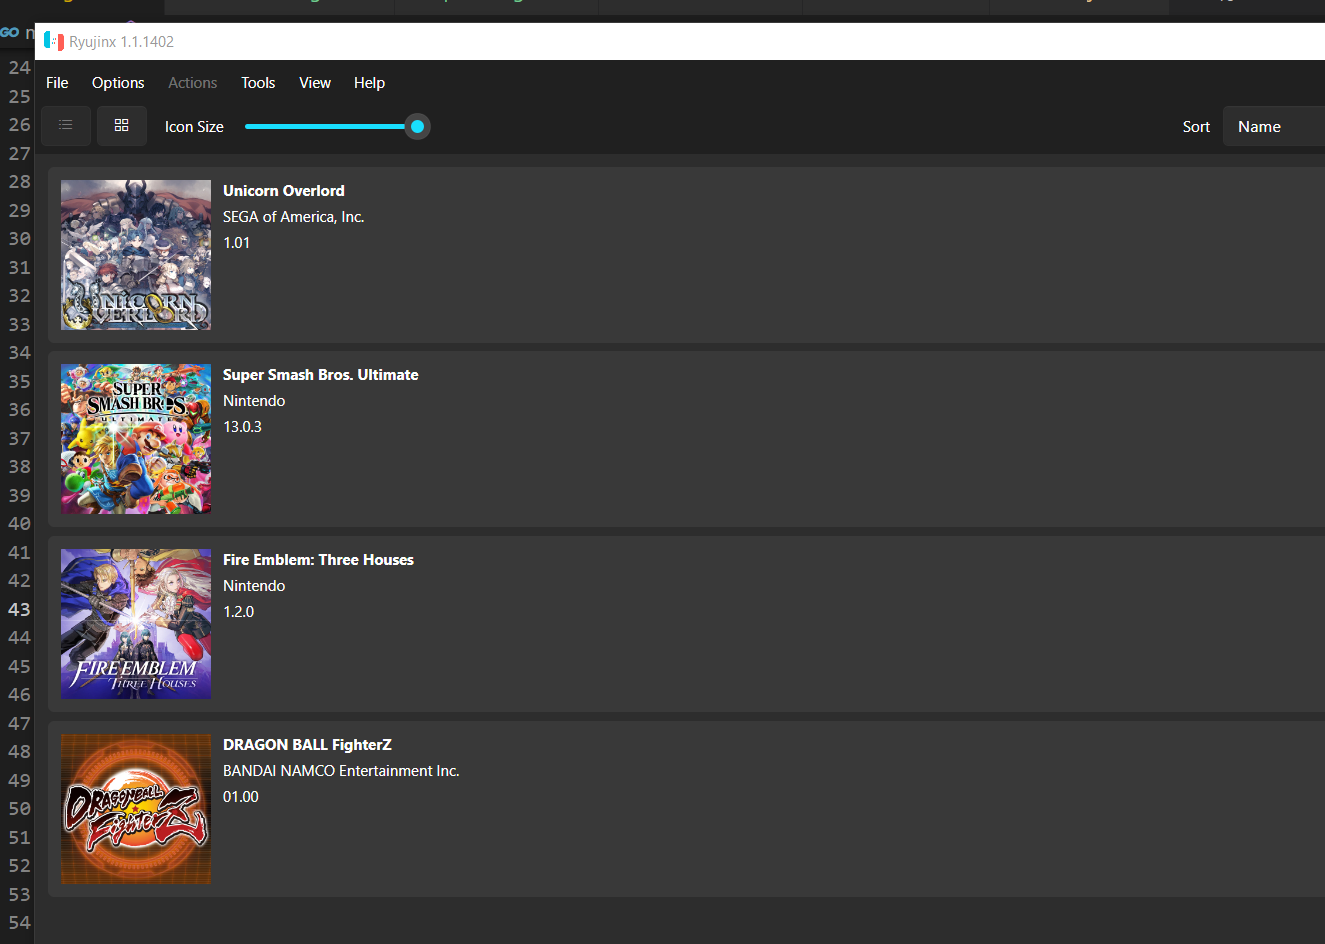 GO
Ryujinx 1.1.1402
File Options Actions Tools View Help
Icon Size
Sort Name
24
25
26
27
28
29
30
31
32
33
34
35
36
37
38
39
40
41
42
43
44
45
46
47
48
49
50
51
52
53
54
Unicorn Overlord
SEGA of America, Inc.
1.01
UNICORN
OVERLORD
Super Smash Bros. Ultimate
Nintendo
13.0.3
SUPER
SMASH BROS.
ULTIMATE
Fire Emblem: Three Houses
Nintendo
1.2.0
FIRE EMBLEM
THREE HOUSES
DRAGON BALL FighterZ
BANDAI NAMCO Entertainment Inc.
01.00
DRAGONBALL
FighterZ